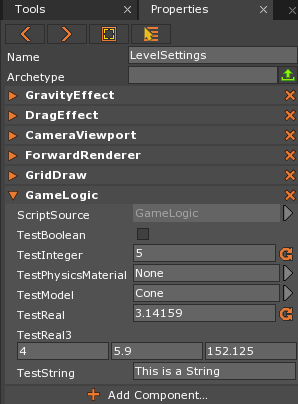 Tools Properties
Name LevelSettings
Archetype
GravityEffect
DragEffect
CameraViewport
ForwardRenderer
GridDraw
GameLogic
ScriptSource GameLogic
TestBoolean
TestInteger 5
TestPhysicsMaterial None
TestModel Cone
TestReal 3.14159
TestReal3
4 5.9 152.125
TestString This is a String
Add Component...